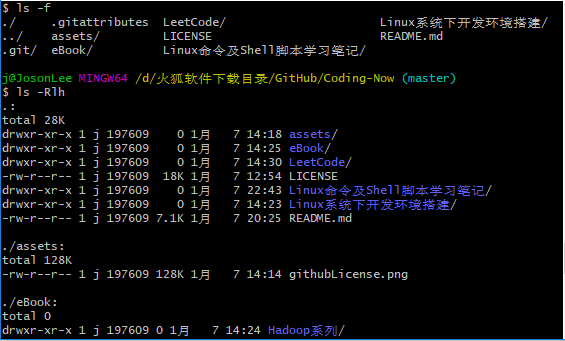 $ ls -f
./ .gitattributes LeetCode/ Linux系统下开发环境搭建/
../ assets/ LICENSE README.md
.git/ eBook/ Linux命令及Shell脚本学习笔记/
j@JosonLee MINGW64 /d/火狐软件下载目录/GitHub/Coding-Now (master)
$ ls -Rlh
.:
total 28K
drwxr-xr-x 1 j 197609 0 1月 7 14:18 assets/
drwxr-xr-x 1 j 197609 0 1月 7 14:25 eBook/
drwxr-xr-x 1 j 197609 0 1月 7 14:30 LeetCode/
-rw-r--r-- 1 j 197609 18K 1月 7 12:54 LICENSE
drwxr-xr-x 1 j 197609 0 1月 7 22:43 Linux命令及Shell脚本学习笔记/
drwxr-xr-x 1 j 197609 0 1月 7 14:23 Linux系统下开发环境搭建/
-rw-r--r-- 1 j 197609 7.1K 1月 7 20:25 README.md
./assets:
total 128K
-rw-r--r-- 1 j 197609 128K 1月 7 14:14 githubLicense.png
./eBook:
total 0
drwxr-xr-x 1 j 197609 0 1月 7 14:24 Hadoop系列/